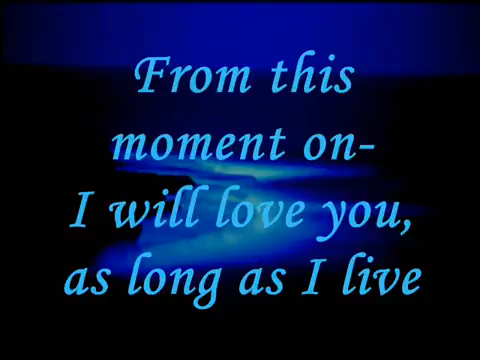 From this
moment on-
I will love you,
as long as I live